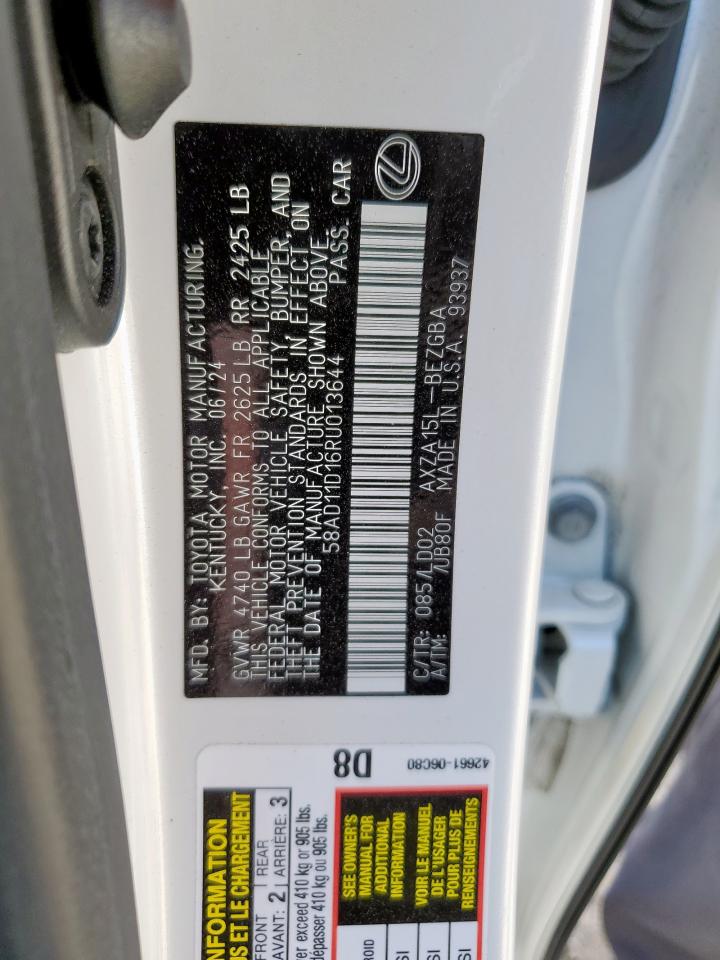 MFD. BY: TOYOTA MOTOR MANUFACTURING,
KENTUCKY, INC. 06/24
GVWR 4740 LB GAWR FR 2625 LB RR 2425 LB
THIS VEHICLE CONFORMS TO ALL APPLICABLE
FEDERAL MOTOR VEHICLE SAFETY, BUMPER, AND
THEFT PREVENTION STANDARDS IN EFFECT ON
THE DATE OF MANUFACTURE SHOWN ABOVE.
58AD11D16RU013644 PASS. CAR
C/TR: 085/LD02 AXZA15L-BEZGBA
A/TM: /UB80F MADE IN U.S.A. 93937
D8
42661-06C80
INFORMATION
ET LE CHARGEMENT
FRONT REAR
AVANT: 2 ARRIÈRE: 3
exceed 410 kg or 905 lbs.
dépasser 410 kg ou 905 lbs.
SEE OWNER'S
MANUAL FOR
ADDITIONAL
INFORMATION
VOIR LE MANUEL
DE L'USAGER
POUR PLUS DE
RENSEIGNEMENTS